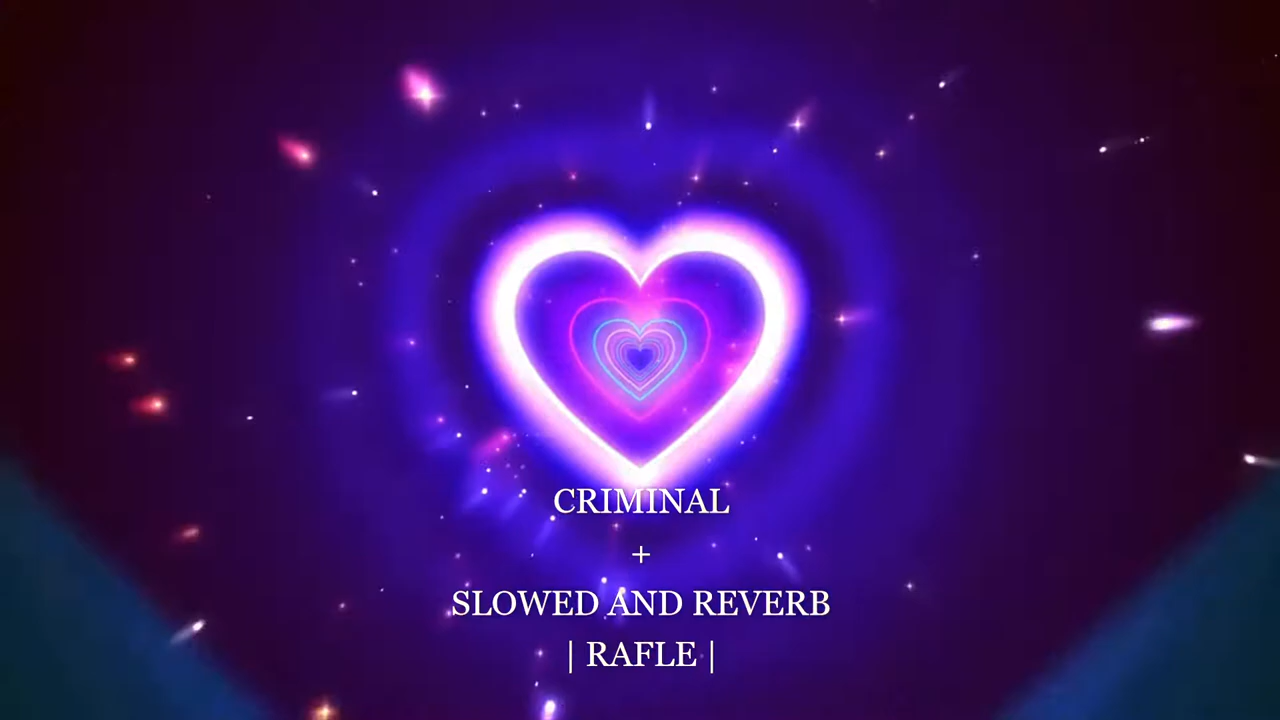 CRIMINAL
+
SLOWED AND REVERB
| RAFLE |